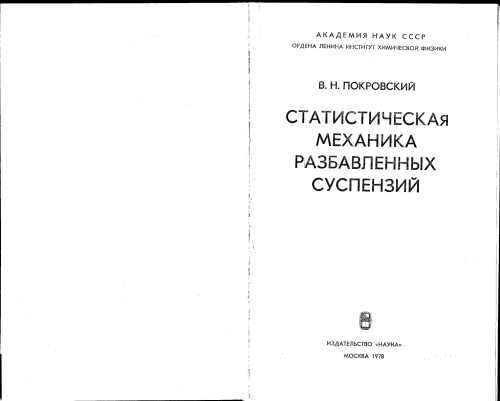 АКАДЕМИЯ НАУК СССР
ОРДЕНА ЛЕНИНА ИНСТИТУТ ХИМИЧЕСКОЙ ФИЗИКИ
В. Н. ПОКРОВСКИЙ
СТАТИСТИЧЕСКАЯ
МЕХАНИКА
РАЗБАВЛЕННЫХ
СУСПЕНЗИЙ
ИЗДАТЕЛЬСТВО «НАУКА»
МОСКВА 1978